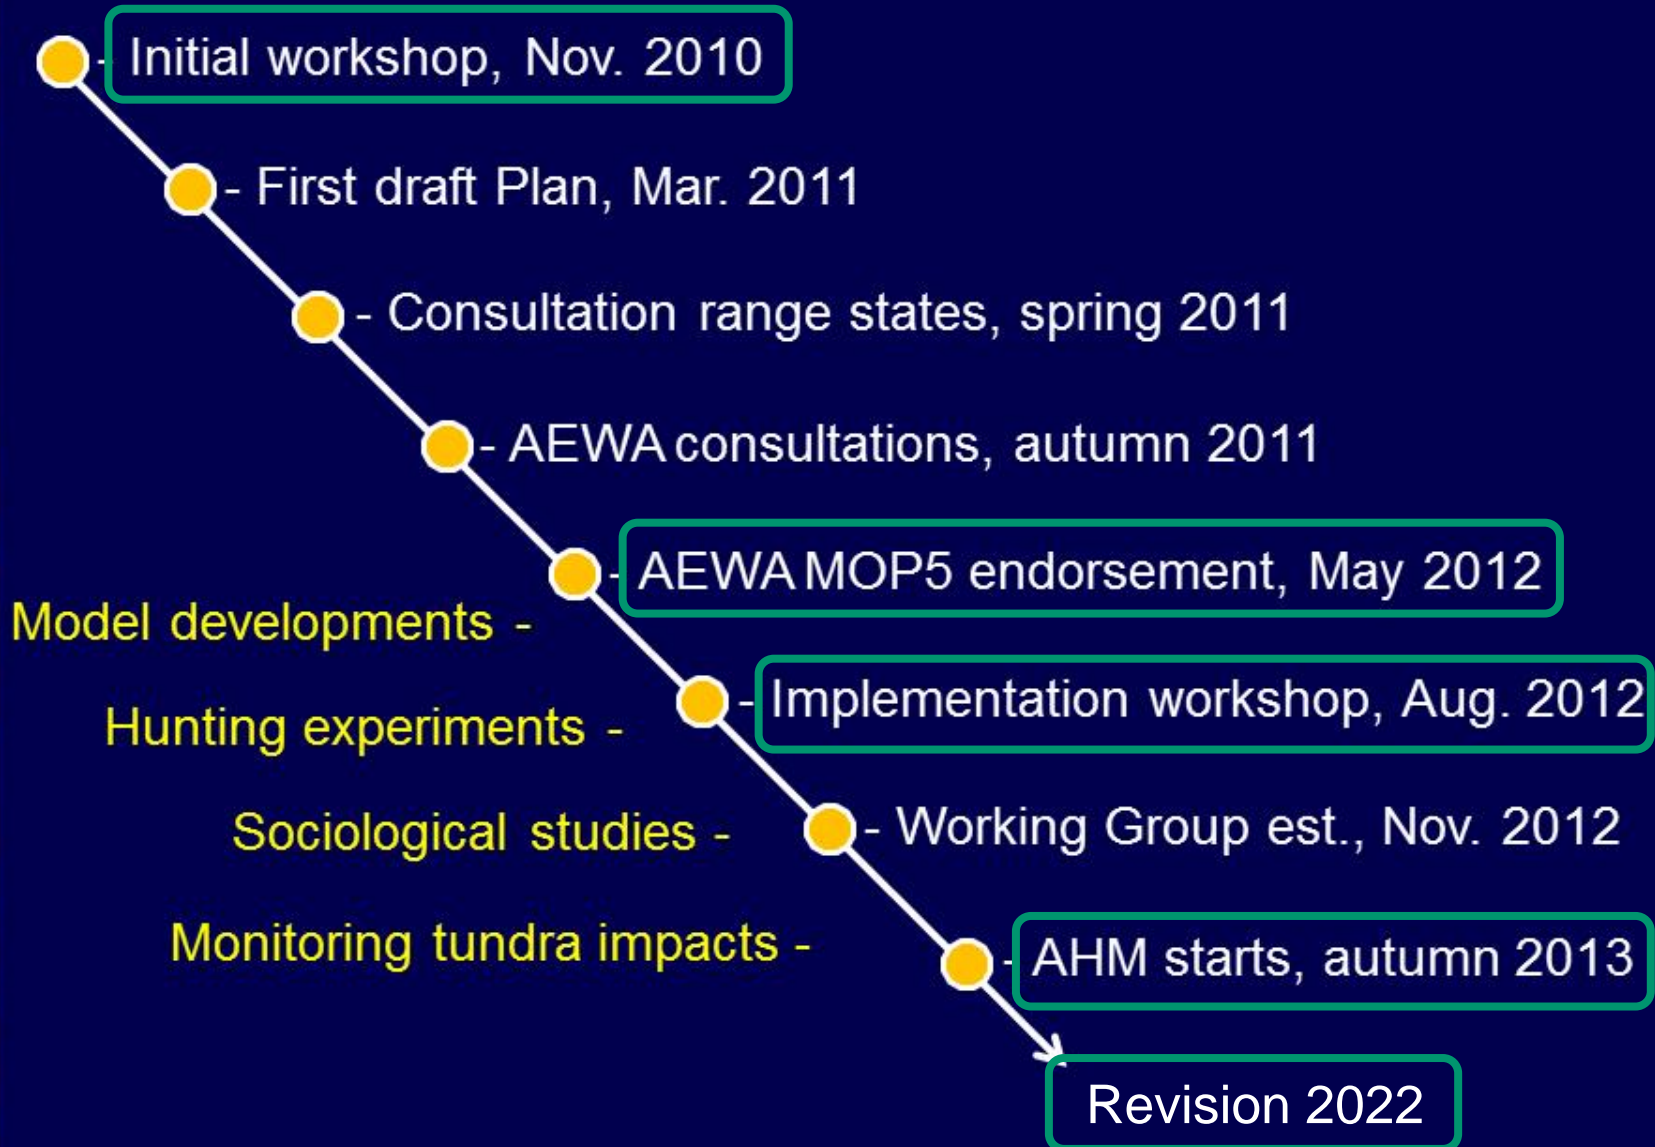 - Initial workshop, Nov. 2010
- First draft Plan, Mar. 2011
- Consultation range states, spring 2011
- AEWA consultations, autumn 2011
- AEWA MOP5 endorsement, May 2012
Model developments -
- Implementation workshop, Aug. 2012
Hunting experiments -
- Working Group est., Nov. 2012
Sociological studies -
Monitoring tundra impacts -
- AHM starts, autumn 2013
Revision 2022